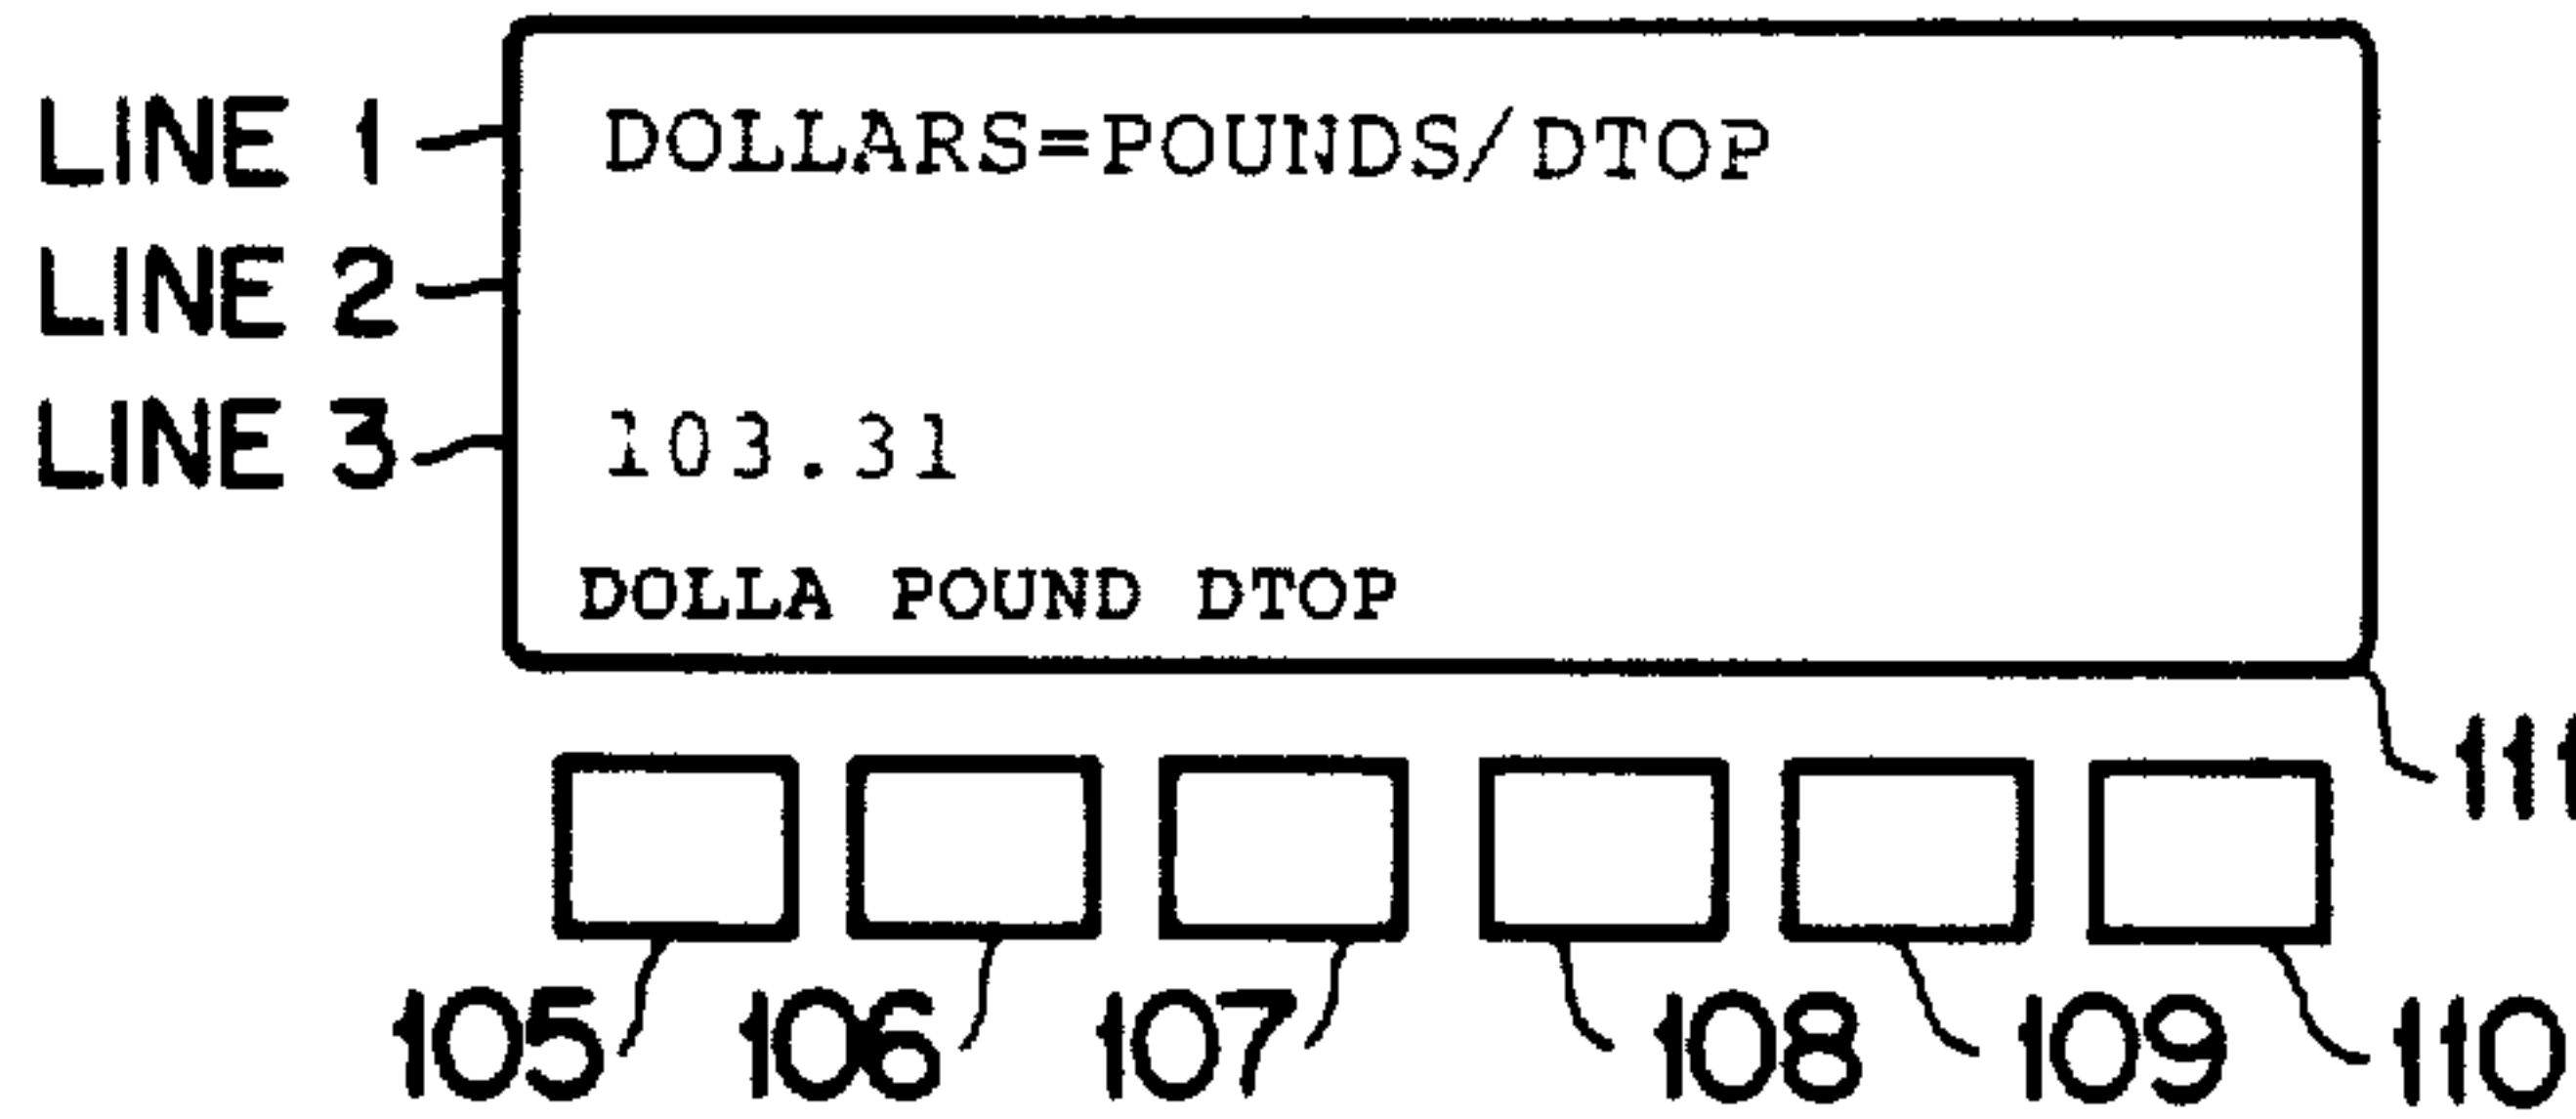 LINE 1 DOLLARS=POUNDS/DTOP
LINE 2
LINE 3 103.31
DOLLA POUND DTOP
111
105 106 107 108 109 110